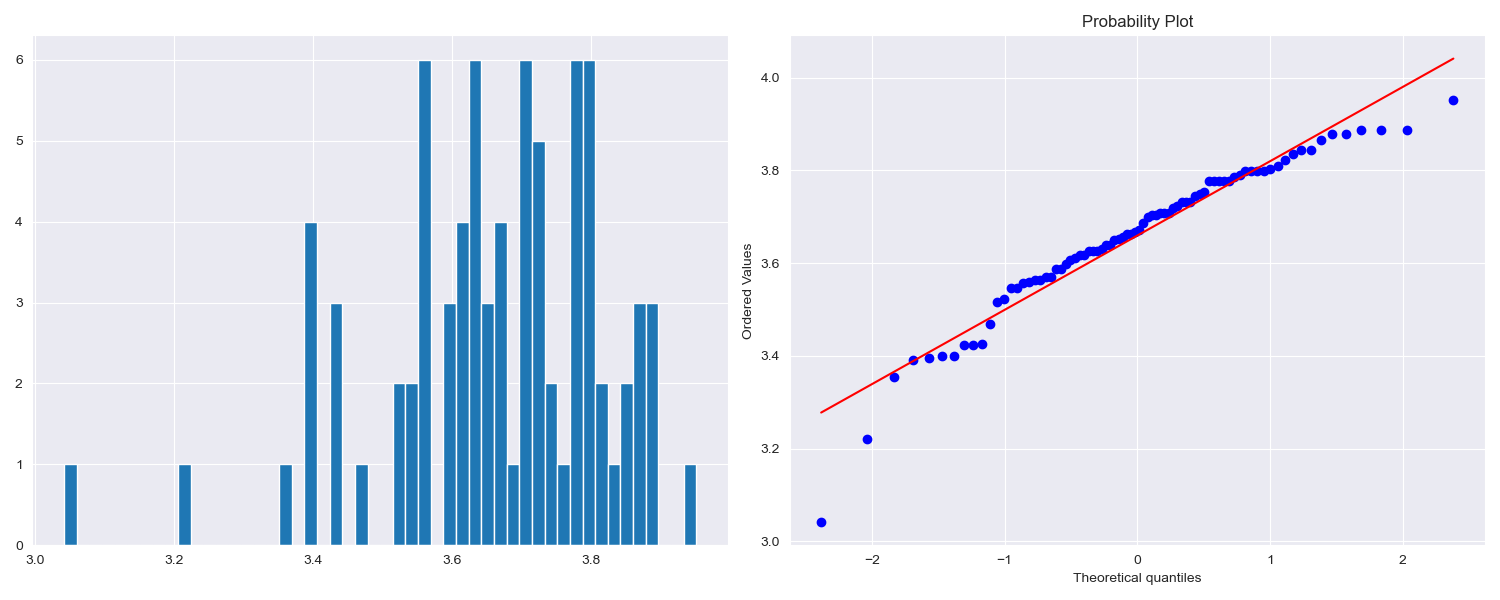 Probability Plot
6
5
4
3
2
1
0
3.0 3.2 3.4 3.6 3.8
Ordered Values
4.0
3.8
3.6
3.4
3.2
3.0
−2 −1 0 1 2
Theoretical quantiles